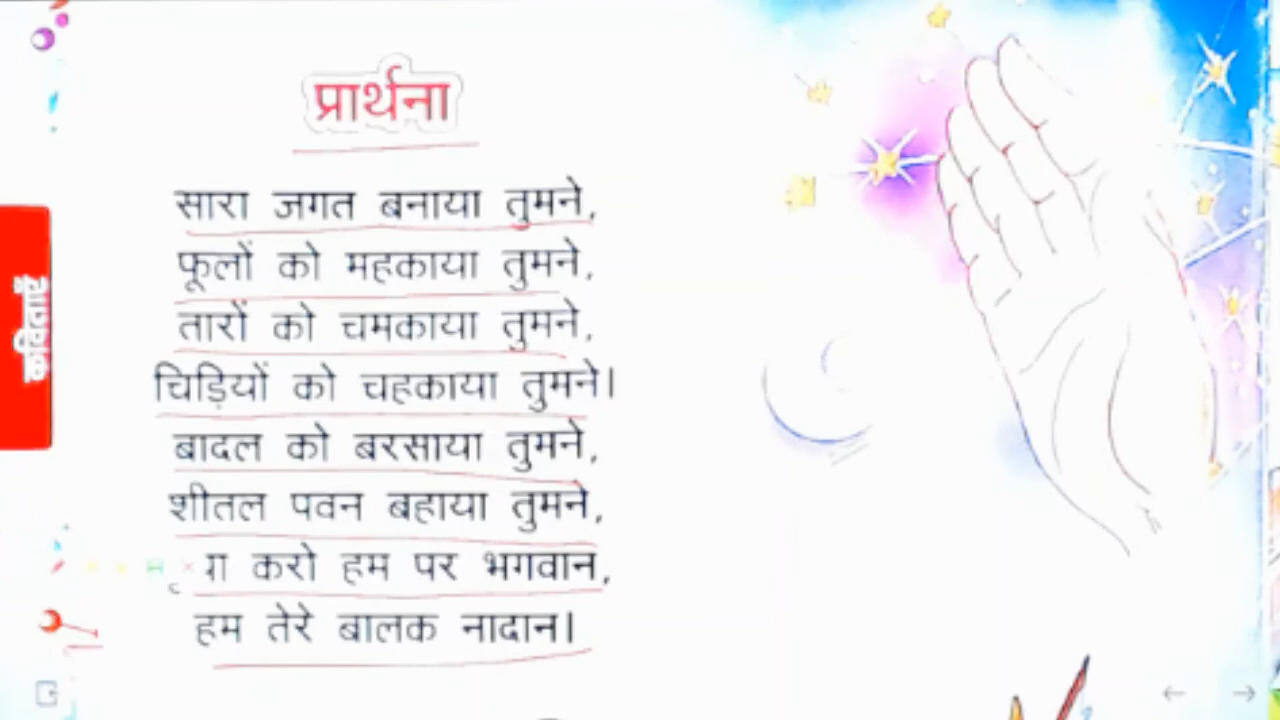 प्रार्थना
सारा जगत बनाया तुमने,
फूलों को महकाया तुमने,
तारों को चमकाया तुमने,
चिड़ियों को चहकाया तुमने।
बादल को बरसाया तुमने,
शीतल पवन बहाया तुमने,
करो हम पर भगवान,
हम तेरे बालक नादान।
कविताएँ